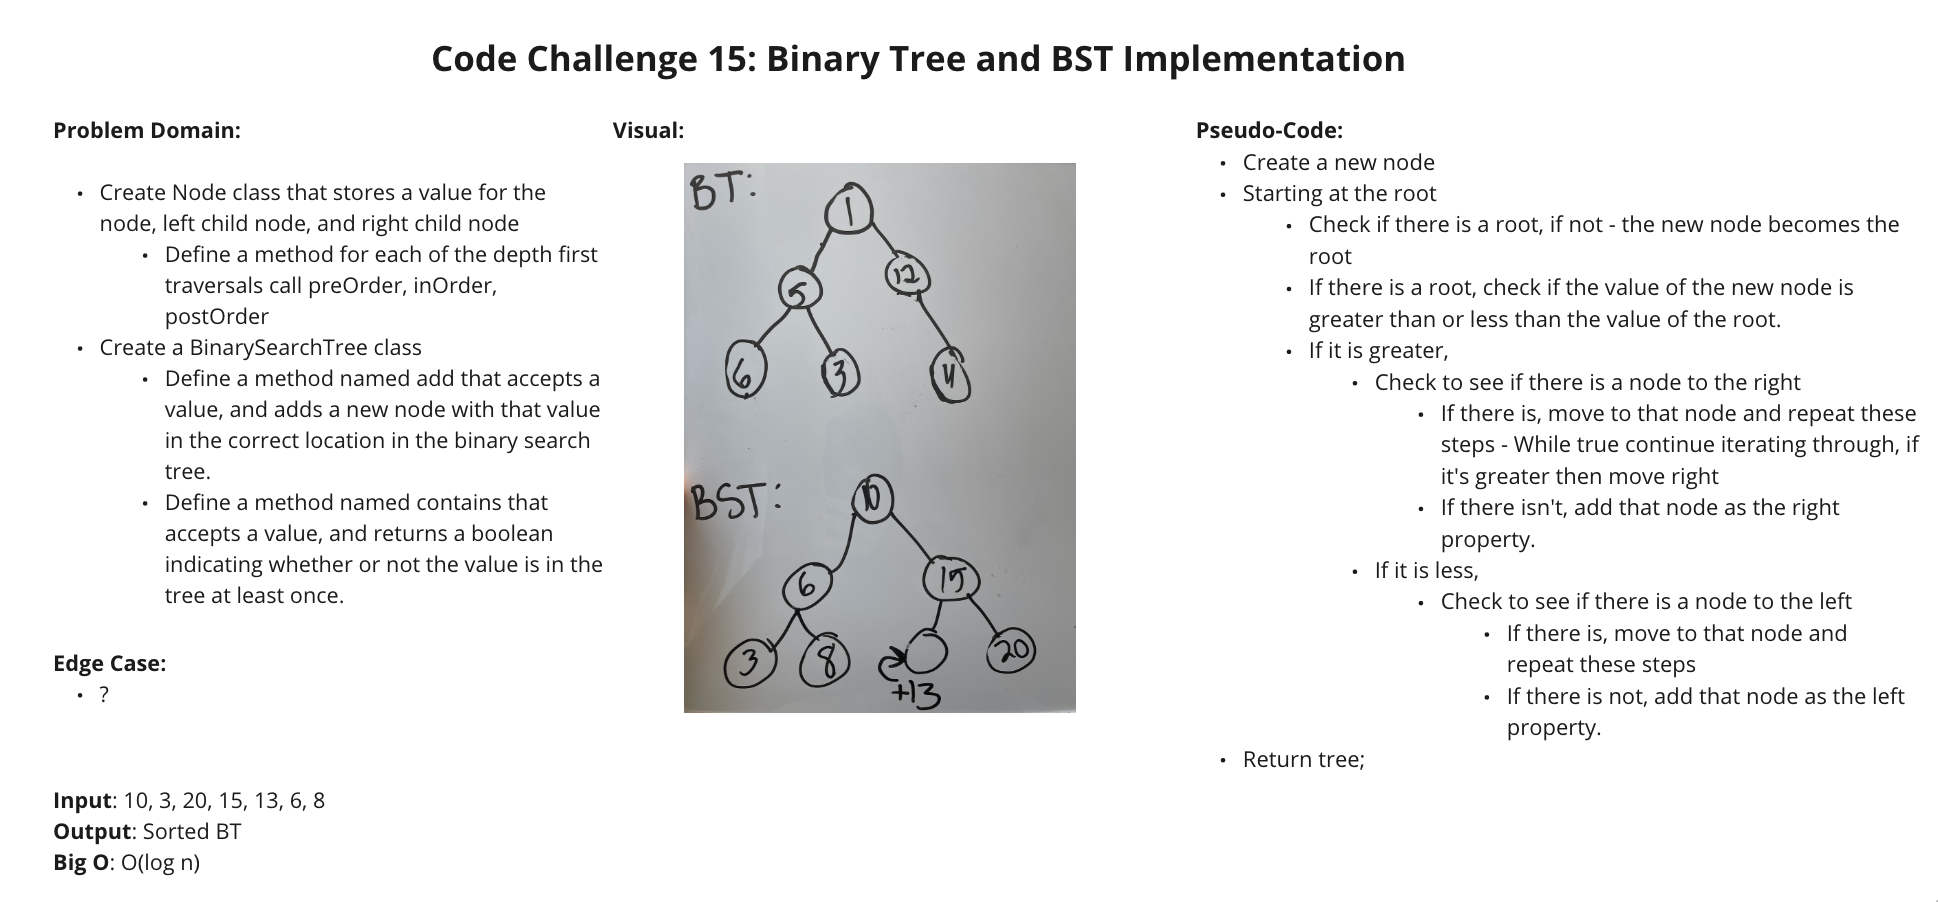 Code Challenge 15: Binary Tree and BST Implementation
Problem Domain:
• Create Node class that stores a value for the
node, left child node, and right child node
• Define a method for each of the depth first
traversals call preOrder, inOrder,
postOrder
• Create a BinarySearchTree class
• Define a method named add that accepts a
value, and adds a new node with that value
in the correct location in the binary search
tree.
• Define a method named contains that
accepts a value, and returns a boolean
indicating whether or not the value is in the
tree at least once.
Edge Case:
• ?
Input: 10, 3, 20, 15, 13, 6, 8
Output: Sorted BT
Big O: O(log n)
Visual:
BT:
1
5 12
6 3 4
BST:
10
6 15
3 8 20
+13
Pseudo-Code:
• Create a new node
• Starting at the root
• Check if there is a root, if not - the new node becomes the
root
• If there is a root, check if the value of the new node is
greater than or less than the value of the root.
• If it is greater,
• Check to see if there is a node to the right
• If there is, move to that node and repeat these
steps - While true continue iterating through, if
it's greater then move right
• If there isn't, add that node as the right
property.
• If it is less,
• Check to see if there is a node to the left
• If there is, move to that node and
repeat these steps
• If there is not, add that node as the left
property.
• Return tree;